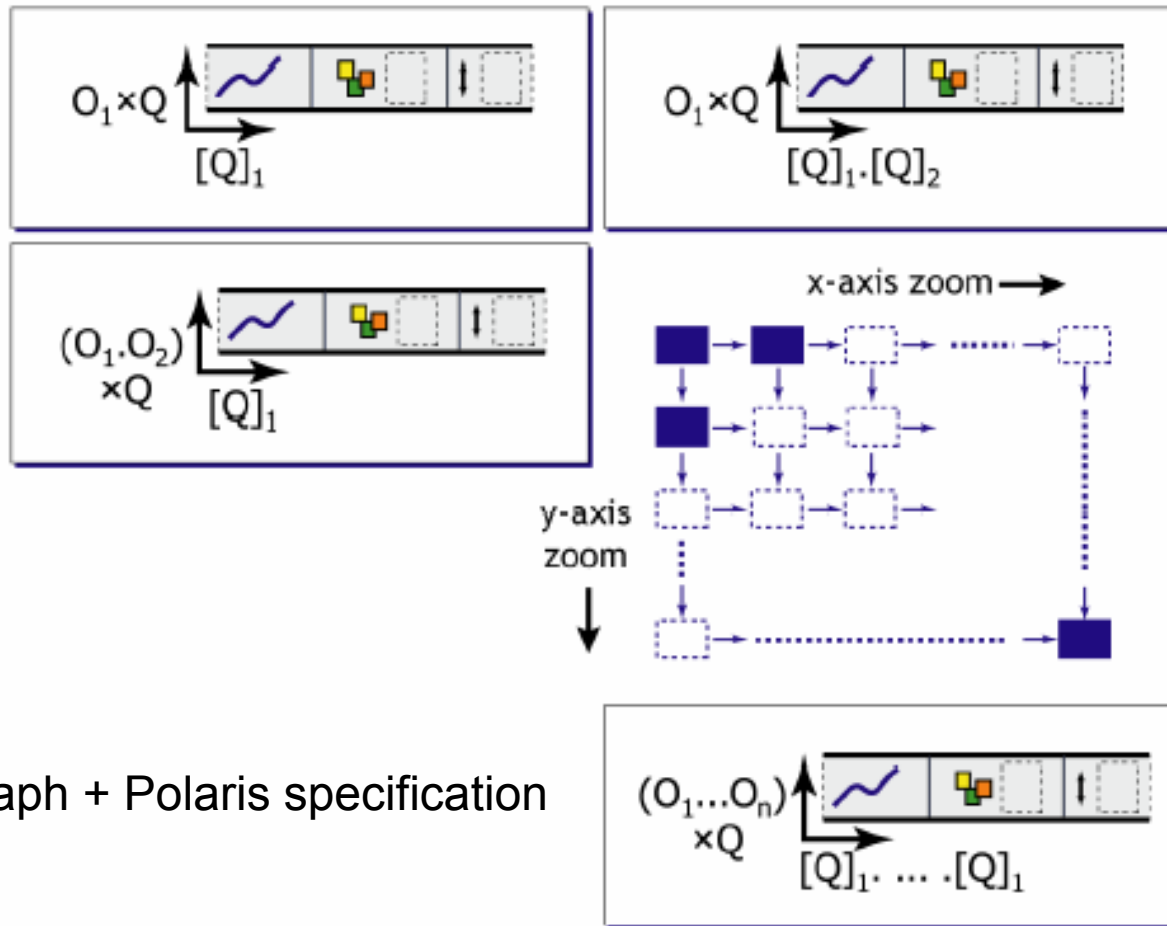 O₁×Q
[Q]₁
O₁×Q
[Q]₁.[Q]₂
(O₁.O₂)
×Q
[Q]₁
x-axis zoom
y-axis
zoom
aph + Polaris specification
(O₁...Oₙ)
×Q
[Q]₁. ... .[Q]₁